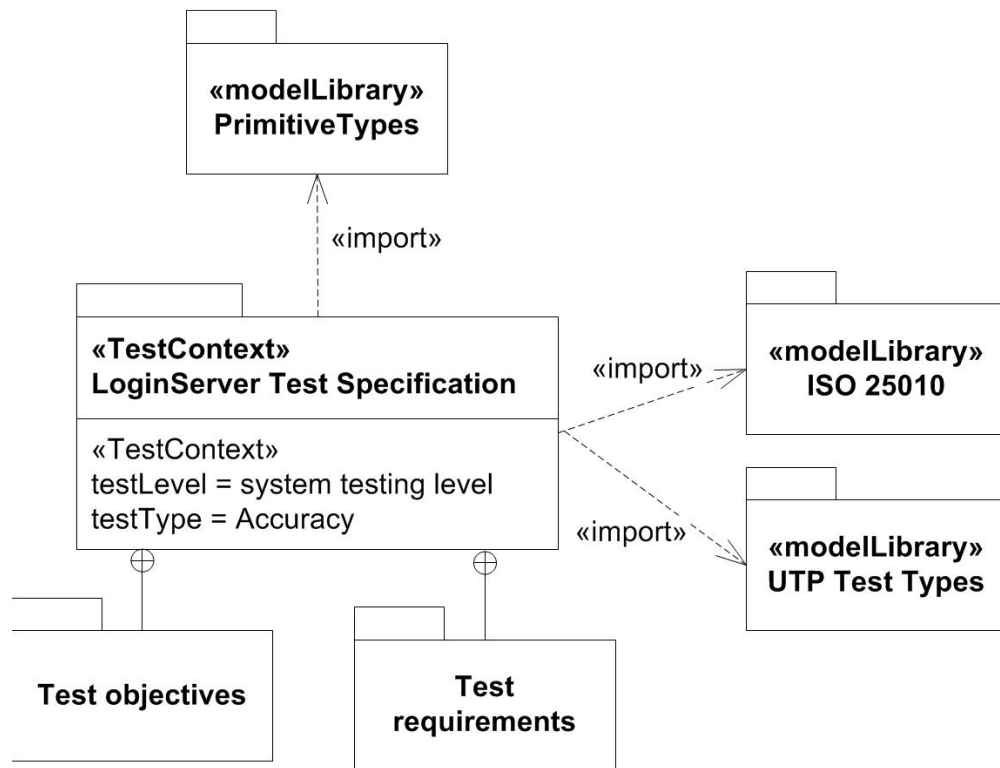 «modelLibrary»
PrimitiveTypes
«import»
«TestContext»
LoginServer Test Specification
«TestContext»
testLevel = system testing level
testType = Accuracy
«import»
«modelLibrary»
ISO 25010
«import»
«modelLibrary»
UTP Test Types
Test objectives
Test
requirements